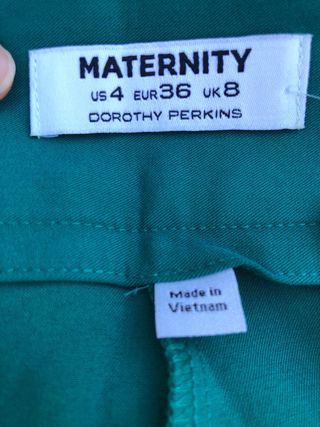 MATERNITY
US 4 EUR 36 UK 8
DOROTHY PERKINS
Made in
Vietnam